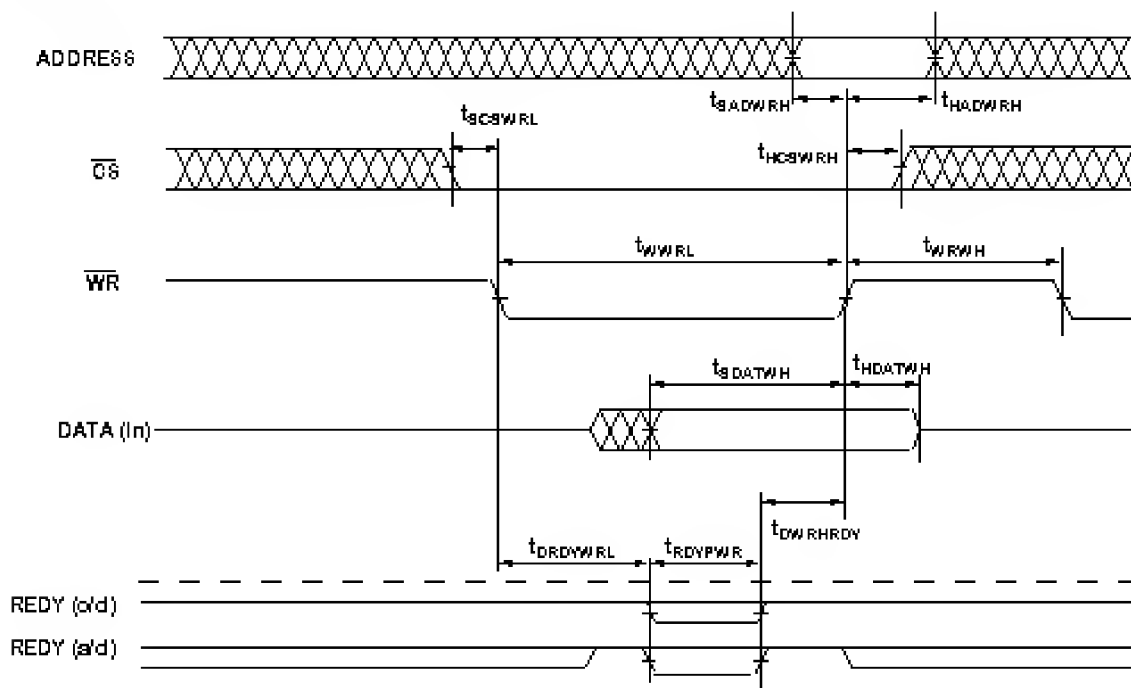 ADDRESS
tSADWRH
tHADWRH
tSCSWRL
CS
tHCSWRH
tWWRL
tWRWH
WR
tSDATWH
tHDATWH
DATA (In)
tDWRHRDY
tDRDYWRL
tRDYPWR
REDY (o/d)
REDY (a/d)